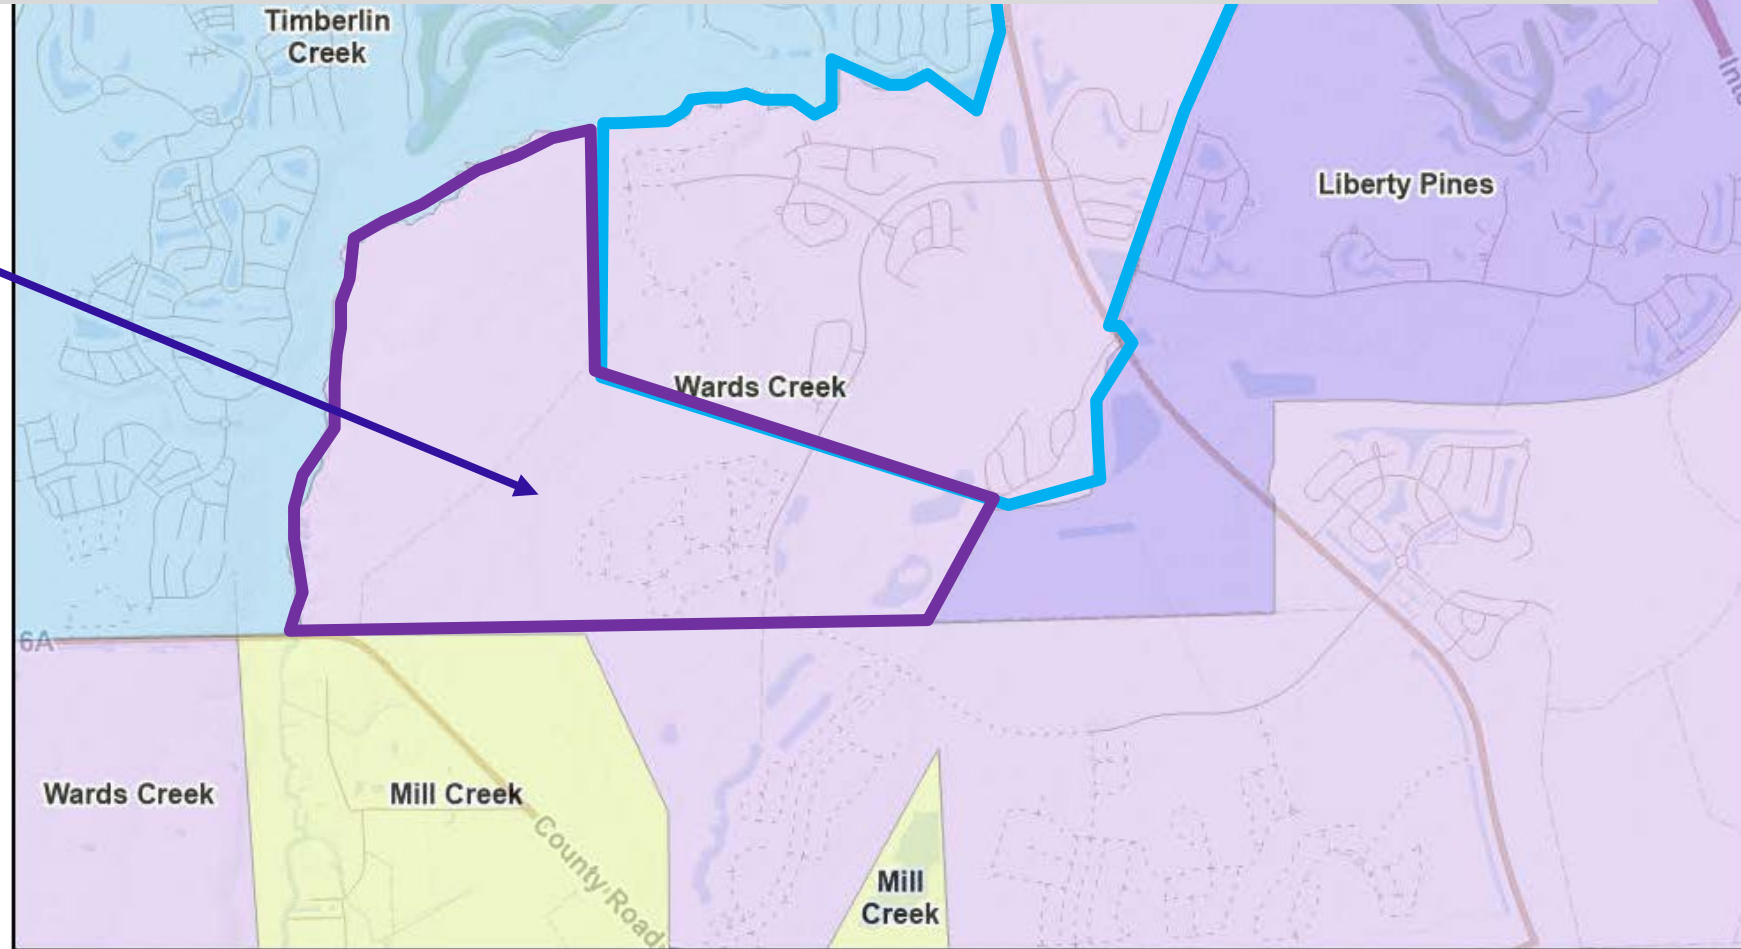 Timberlin
Creek
Liberty Pines
Wards Creek
6A
Wards Creek
Mill Creek
County Road
Mill
Creek